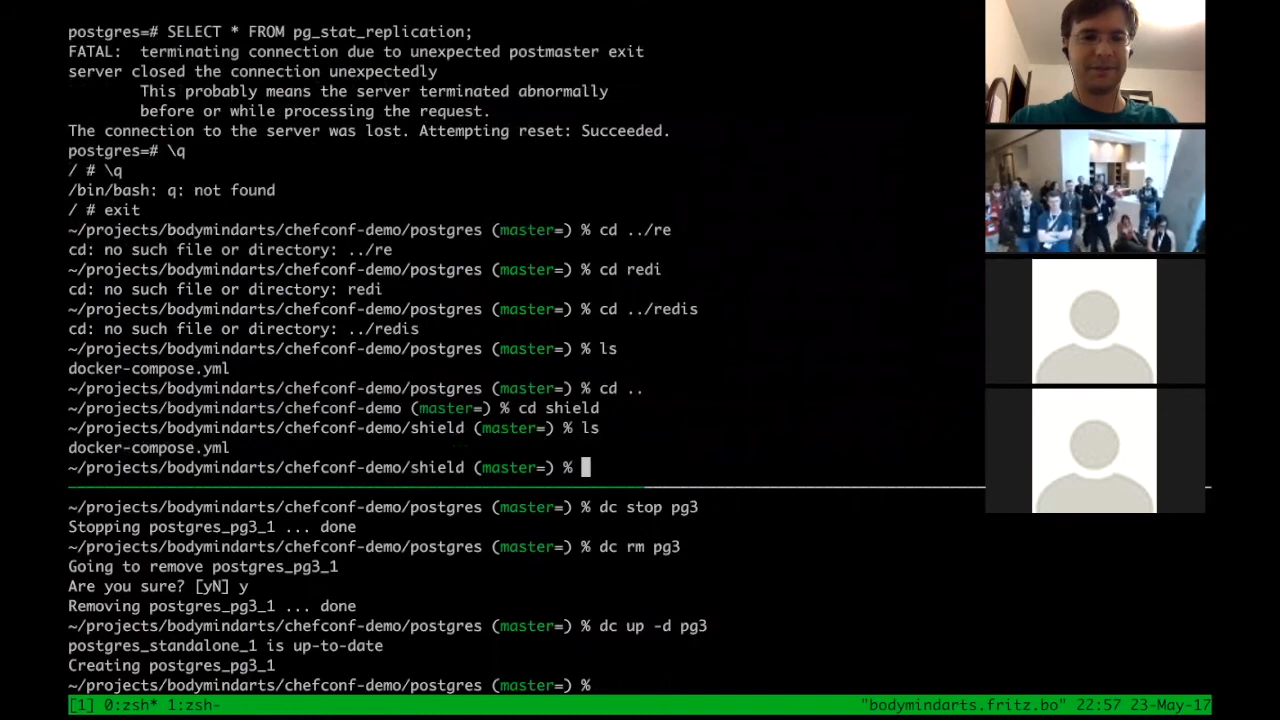 postgres=# SELECT * FROM pg_stat_replication;
FATAL:  terminating connection due to unexpected postmaster exit
server closed the connection unexpectedly
        This probably means the server terminated abnormally
        before or while processing the request.
The connection to the server was lost. Attempting reset: Succeeded.
postgres=# \q
/ # \q
/bin/bash: q: not found
/ # exit
~/projects/bodymindarts/chefconf-demo/postgres (master=) % cd ../re
cd: no such file or directory: ../re
~/projects/bodymindarts/chefconf-demo/postgres (master=) % cd redi
cd: no such file or directory: redi
~/projects/bodymindarts/chefconf-demo/postgres (master=) % cd ../redis
cd: no such file or directory: ../redis
~/projects/bodymindarts/chefconf-demo/postgres (master=) % ls
docker-compose.yml
~/projects/bodymindarts/chefconf-demo/postgres (master=) % cd ..
~/projects/bodymindarts/chefconf-demo (master=) % cd shield
~/projects/bodymindarts/chefconf-demo/shield (master=) % ls
docker-compose.yml
~/projects/bodymindarts/chefconf-demo/shield (master=) %
~/projects/bodymindarts/chefconf-demo/postgres (master=) % dc stop pg3
Stopping postgres_pg3_1 ... done
~/projects/bodymindarts/chefconf-demo/postgres (master=) % dc rm pg3
Going to remove postgres_pg3_1
Are you sure? [yN] y
Removing postgres_pg3_1 ... done
~/projects/bodymindarts/chefconf-demo/postgres (master=) % dc up -d pg3
postgres_standalone_1 is up-to-date
Creating postgres_pg3_1
~/projects/bodymindarts/chefconf-demo/postgres (master=) %
[1] 0:zsh* 1:zsh- "bodymindarts.fritz.bo" 22:57 23-May-17